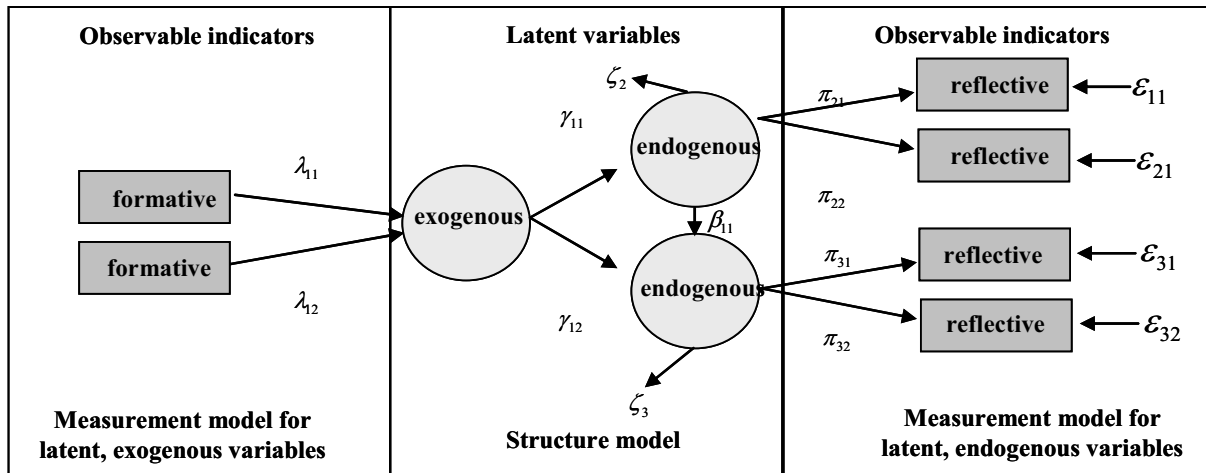 Observable indicators
formative
formative
λ11
λ12
Measurement model for
latent, exogenous variables
Latent variables
ζ2
γ11
endogenous
exogenous
β11
endogenous
γ12
ζ3
Structure model
Observable indicators
π21
reflective
ε11
reflective
ε21
π22
π31
reflective
ε31
reflective
ε32
π32
Measurement model for
latent, endogenous variables